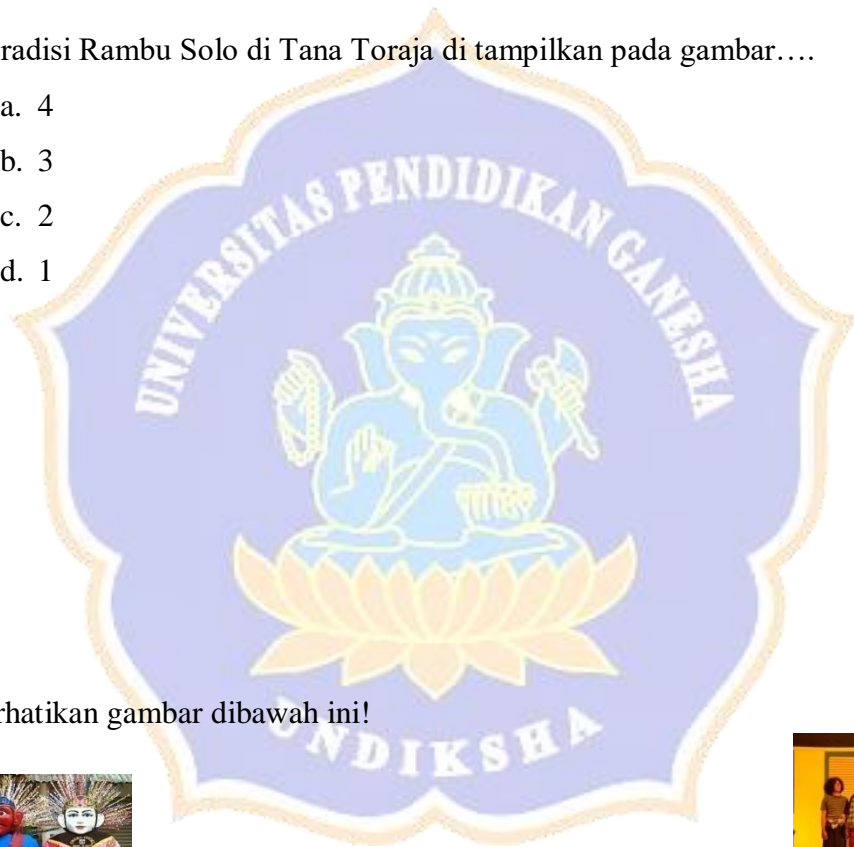 radisi Rambu Solo di Tana Toraja di tampilkan pada gambar….
a. 4
b. 3
c. 2
d. 1
UNIVERSITAS PENDIDIKAN GANESHA
rhatikan gambar dibawah ini!
UNDIKSHA